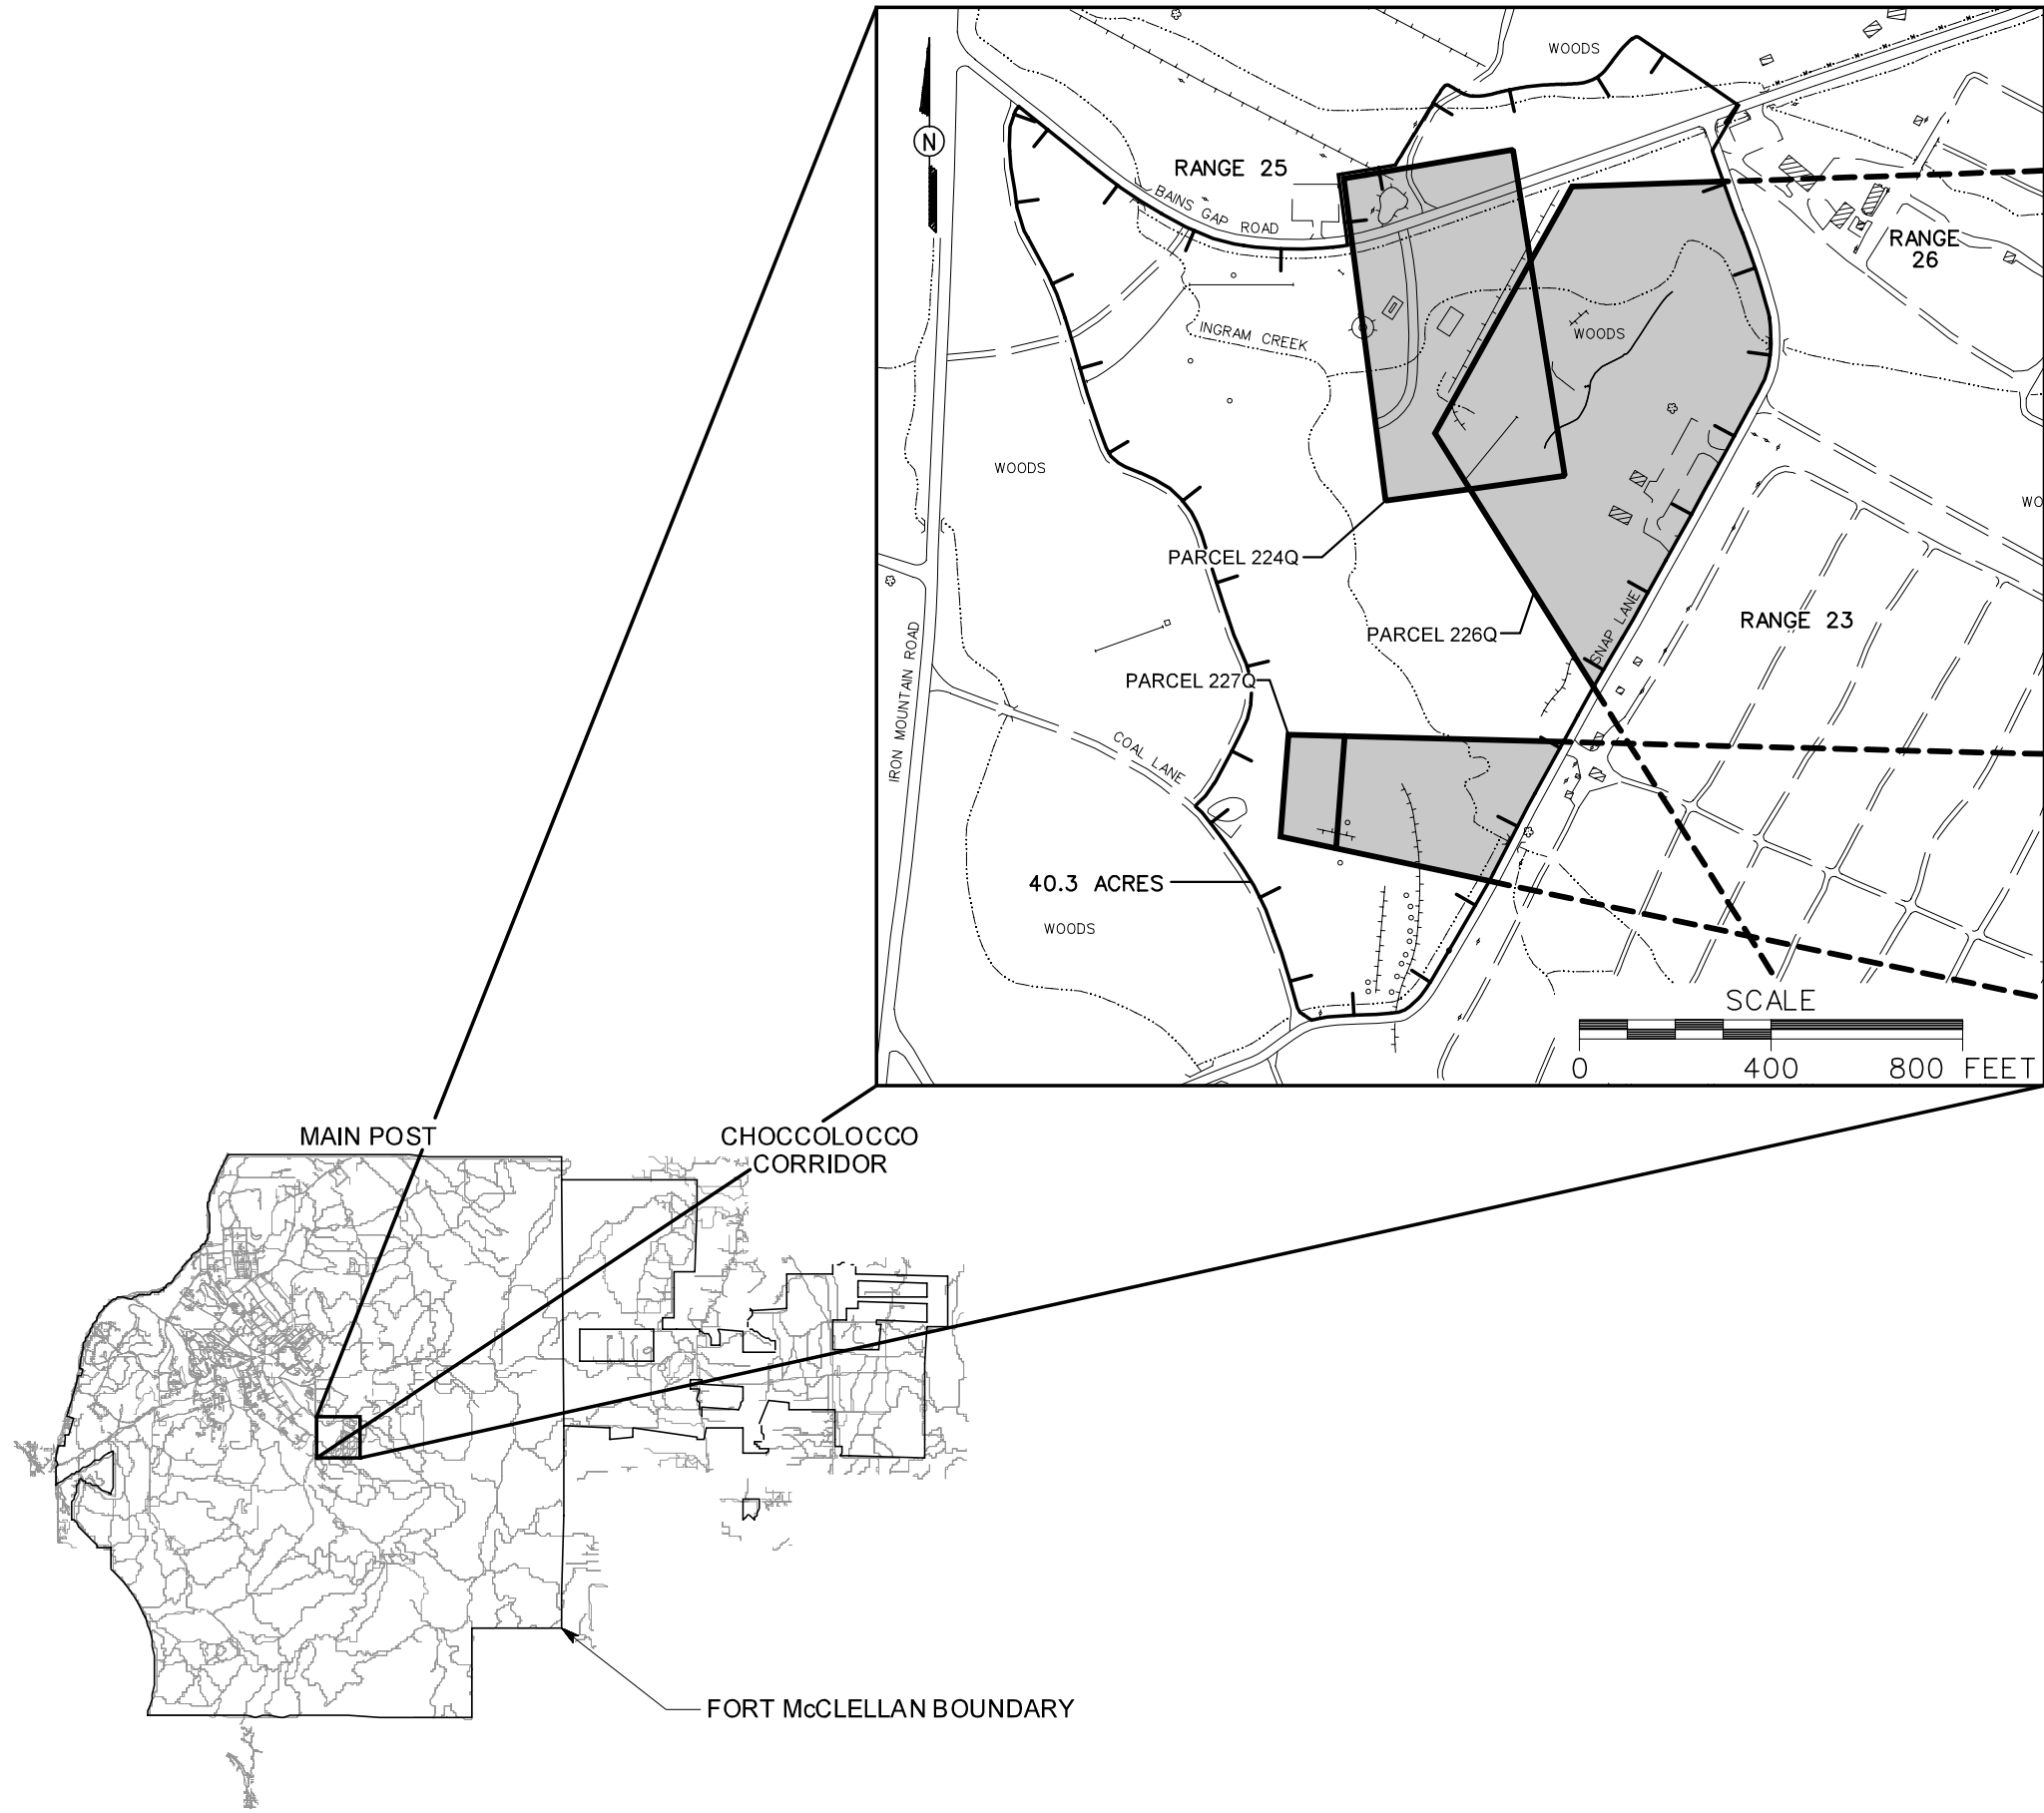 WOODS
N
RANGE 25
BAINS GAP ROAD
RANGE
26
INGRAM CREEK
WOODS
WOODS
WO
PARCEL 224Q
RANGE 23
PARCEL 226Q
SNAP LANE
PARCEL 227Q
IRON MOUNTAIN ROAD
COAL LANE
40.3 ACRES
WOODS
SCALE
0 400 800 FEET
MAIN POST
CHOCCOLOCCO
CORRIDOR
FORT McCLELLAN BOUNDARY